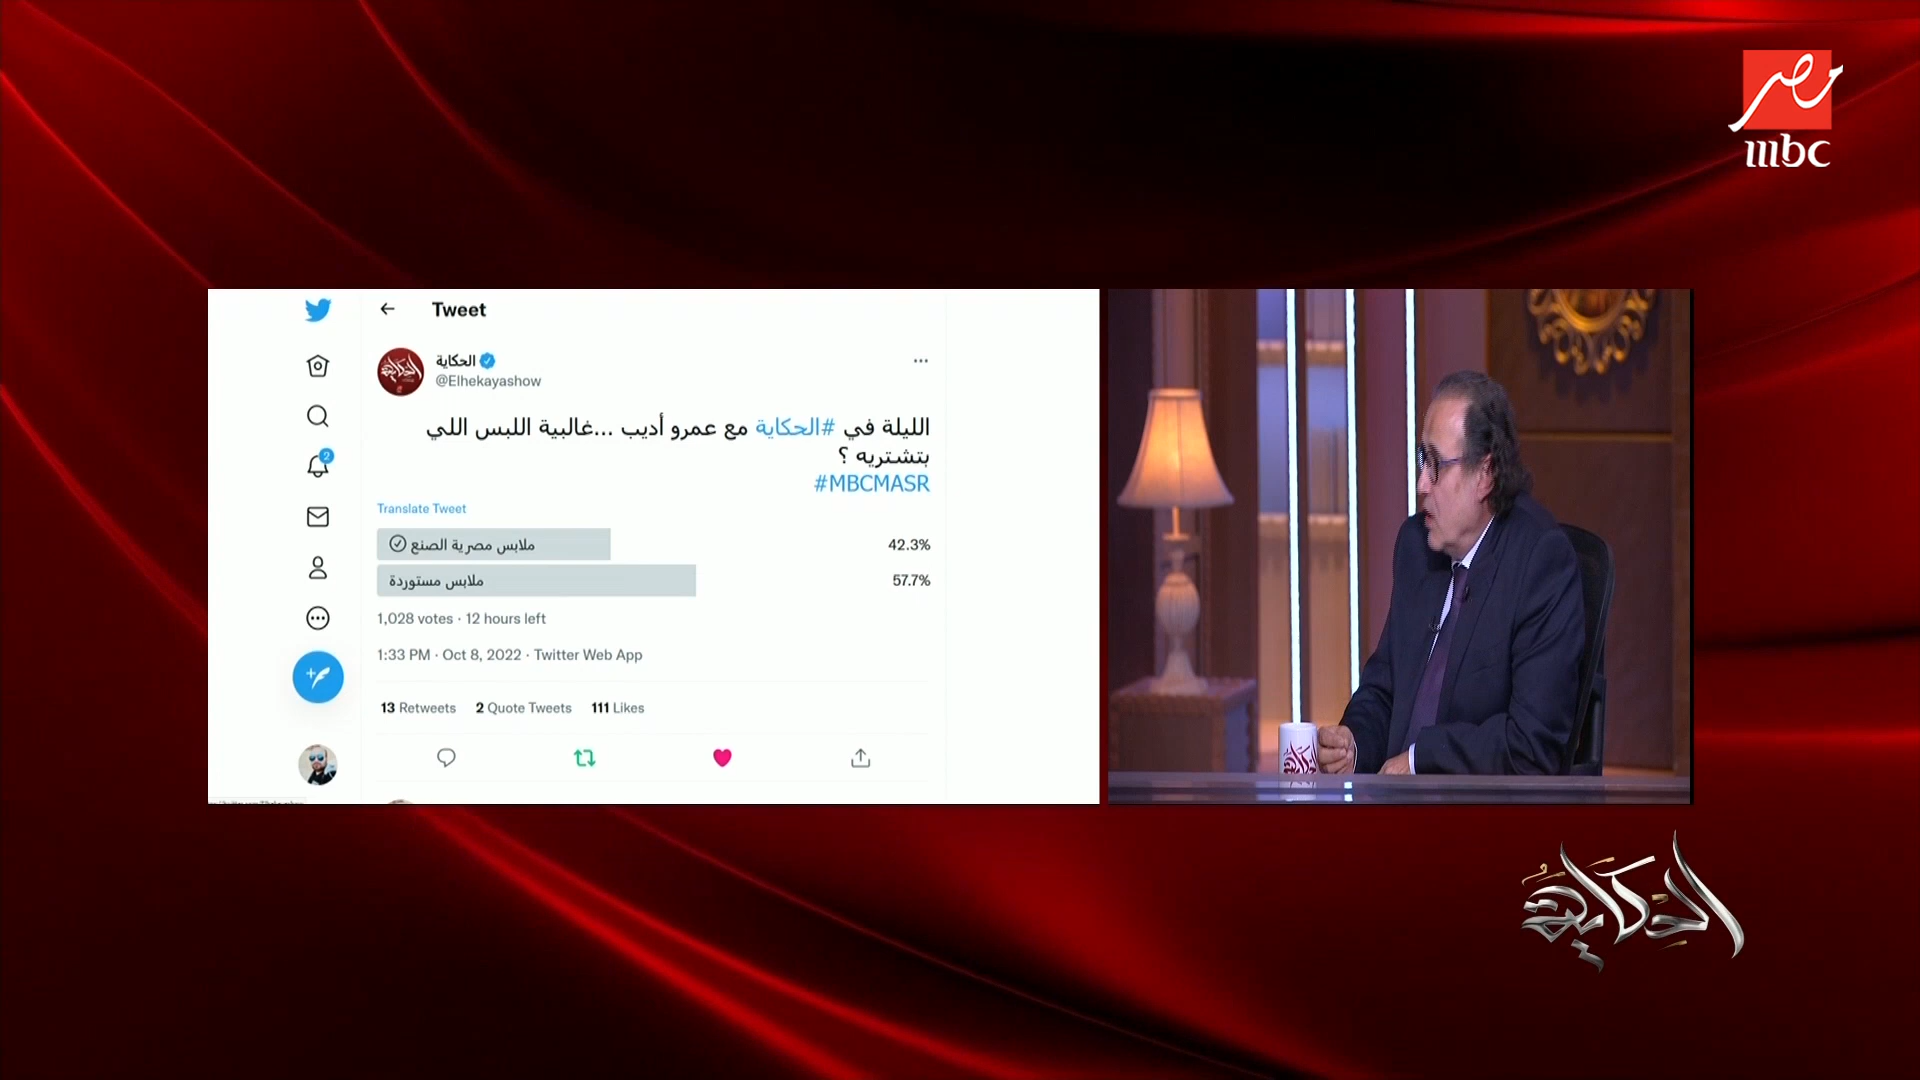 مصر
mbc
Tweet
الحكاية
@Elhekayashow
الليلة في #الحكاية مع عمرو أديب ...غالبية اللبس اللي
بتشتريه ؟
#MBCMASR
Translate Tweet
ملابس مصرية الصنع 42.3%
ملابس مستوردة 57.7%
1,028 votes · 12 hours left
1:33 PM · Oct 8, 2022 · Twitter Web App
13 Retweets 2 Quote Tweets 111 Likes
2
الحكاية
الحكاية
الحكاية